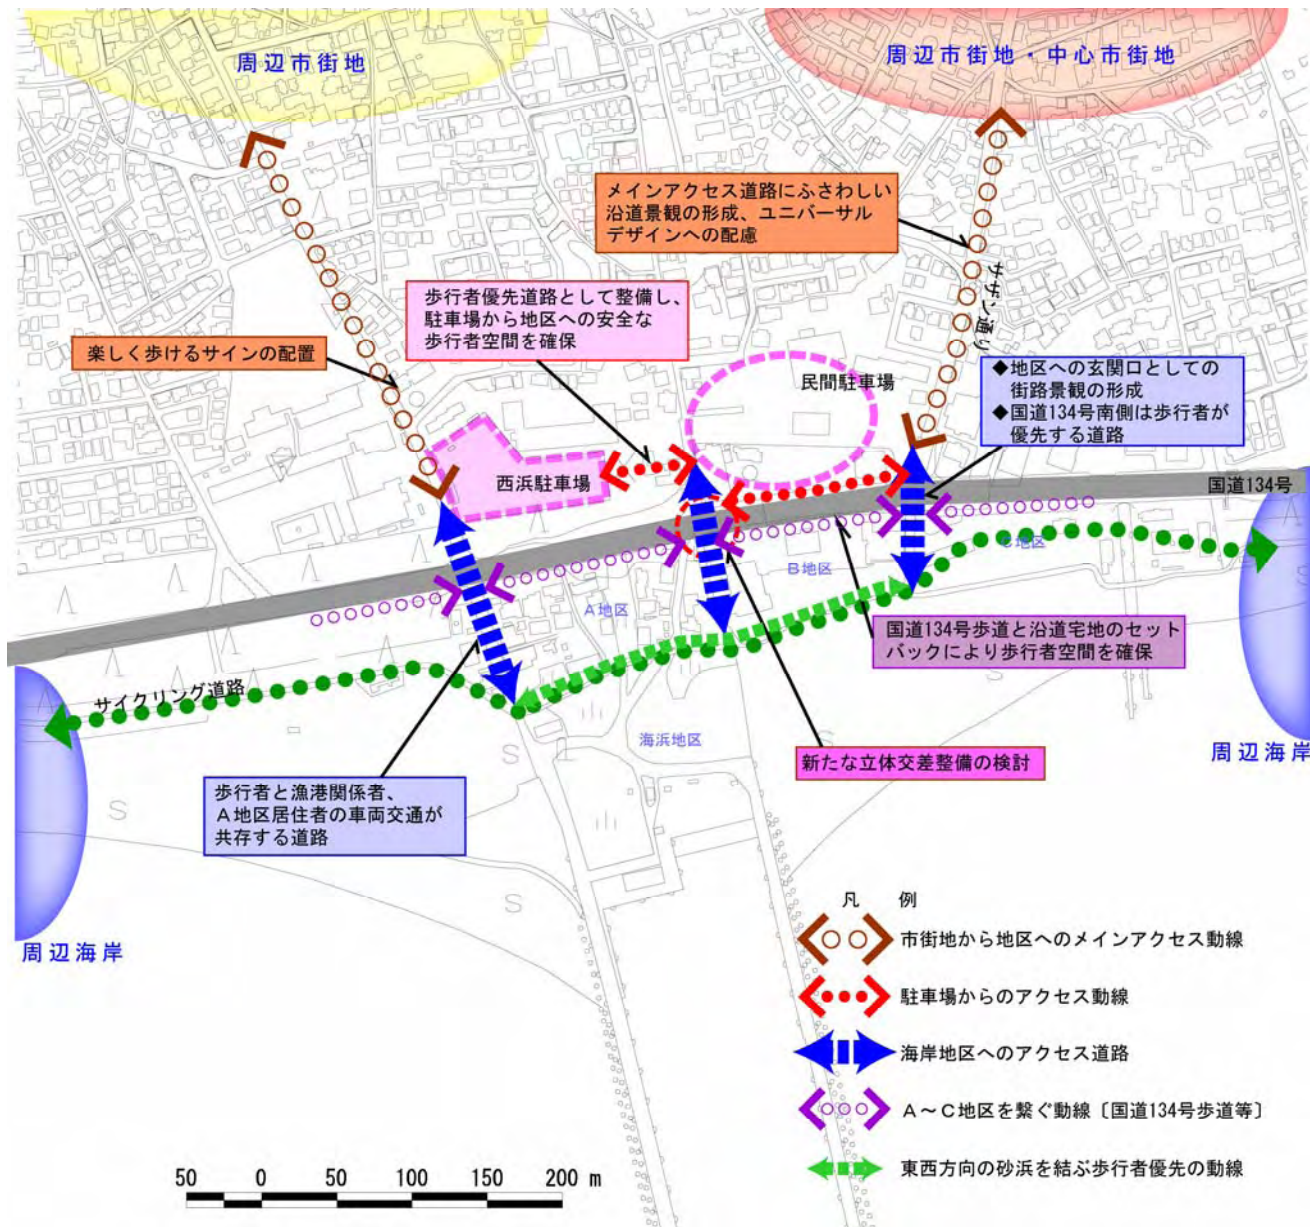 周辺市街地
周辺市街地・中心市街地
メインアクセス道路にふさわしい
沿道景観の形成、ユニバーサル
デザインへの配慮
サザン通り
歩行者優先道路として整備し、
駐車場から地区への安全な
歩行者空間を確保
楽しく歩けるサインの配置
民間駐車場
◆地区への玄関口としての
街路景観の形成
◆国道134号南側は歩行者が
優先する道路
西浜駐車場
国道134号
C地区
B地区
A地区
国道134号歩道と沿道宅地のセット
バックにより歩行者空間を確保
サイクリング道路
海浜地区
新たな立体交差整備の検討
周辺海岸
歩行者と漁港関係者、
A地区居住者の車両交通が
共存する道路
周辺海岸
凡 例
市街地から地区へのメインアクセス動線
駐車場からのアクセス動線
海岸地区へのアクセス道路
A～C地区を繋ぐ動線〔国道134号歩道等〕
東西方向の砂浜を結ぶ歩行者優先の動線
50 0 50 100 150 200 m